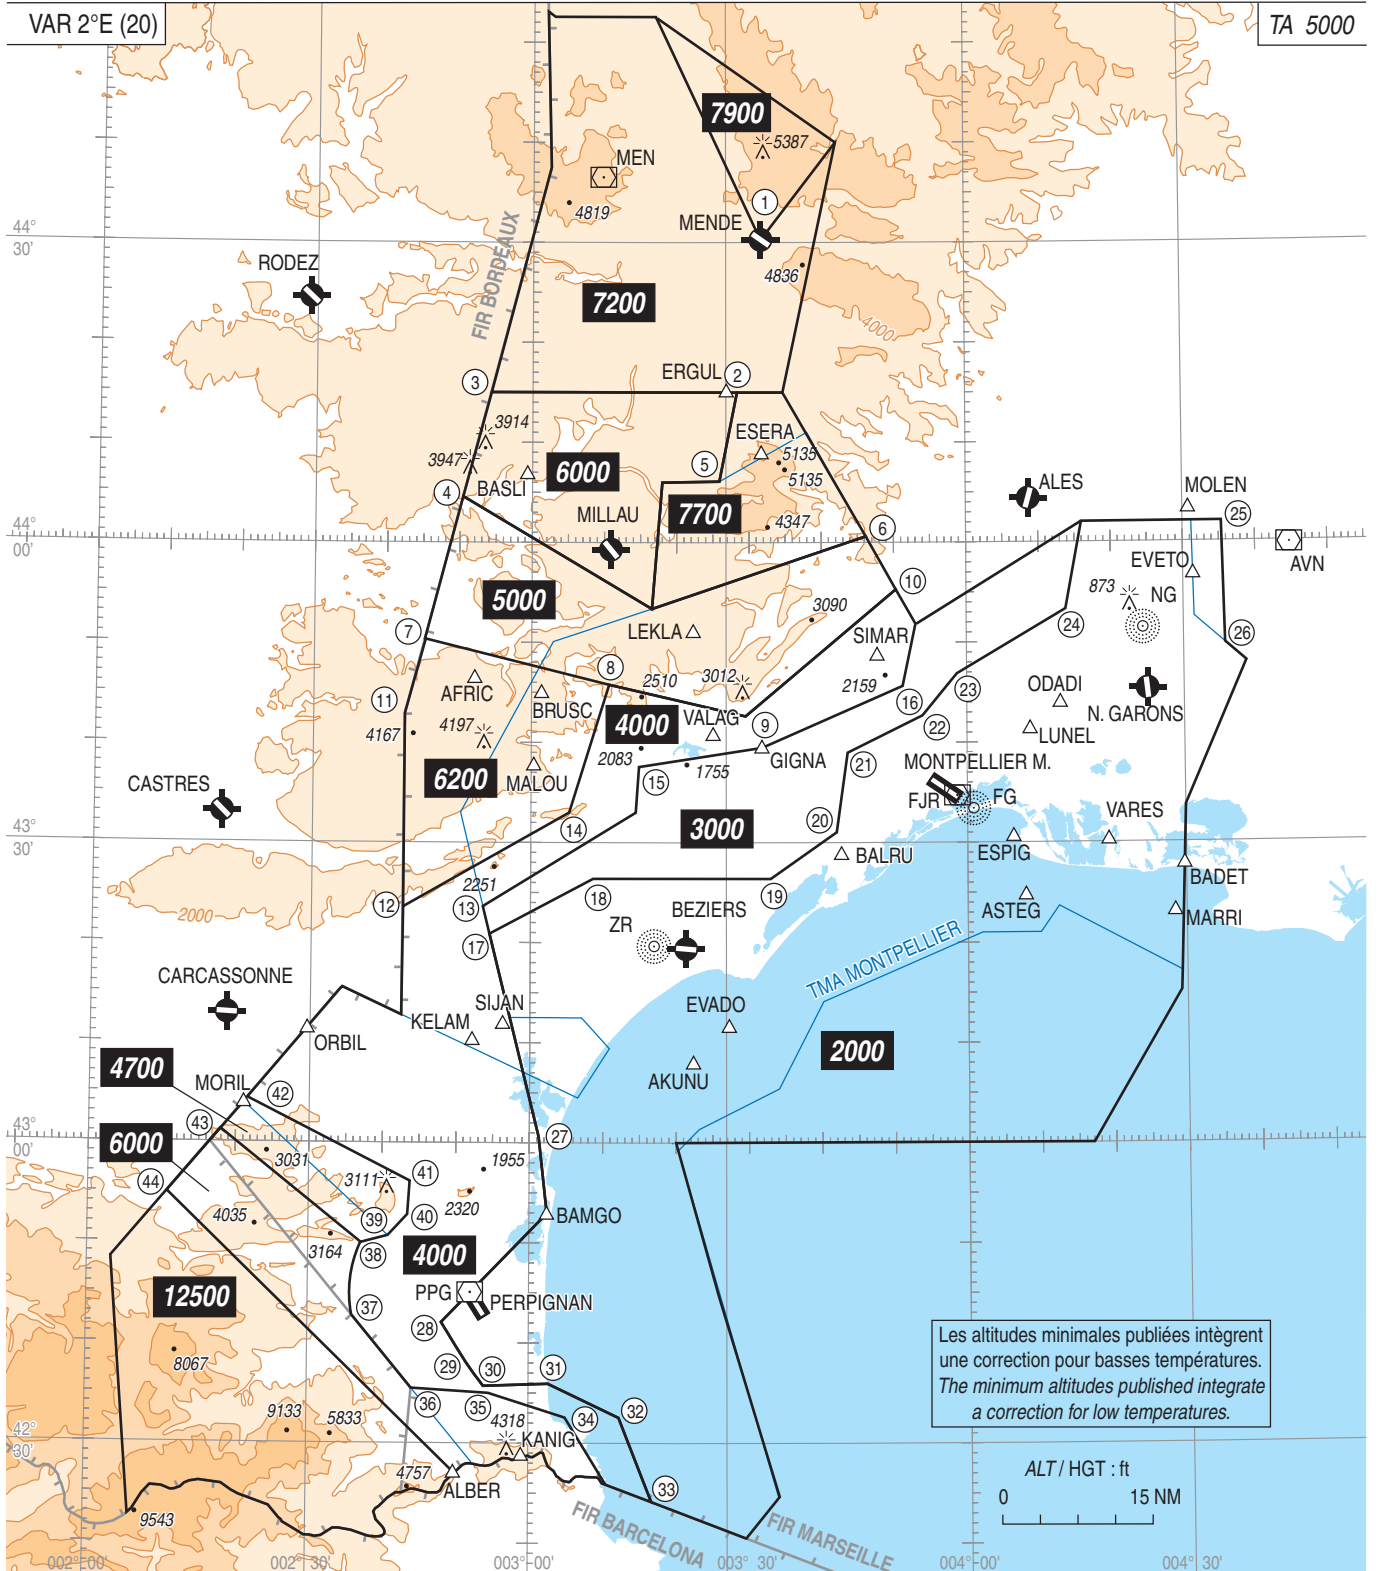 VAR 2°E (20)
TA 5000
7900
5387
MEN
4819
1
MENDE
44°
30'
4836
RODEZ
FIR BORDEAUX
7200
4000
ERGUL
2
3
3914
ESERA
3947
5135
5
5135
6000
BASLI
4
ALES
MOLEN
7700
MILLAU
4347
6
25
44°
00'
AVN
EVETO
10
873
NG
5000
3090
24
7
LEKLA
SIMAR
26
8
2510
3012
AFRIC
2159
23
ODADI
11
BRUSC
16
N. GARONS
4000
VALAG
9
22
LUNEL
4167
4197
2083
GIGNA
MONTPELLIER M.
6200
1755
21
MALOU
15
FJR
FG
CASTRES
VARES
3000
20
14
43°
30'
BALRU
ESPIG
2251
BADET
12
13
18
19
ASTEG
2000
BEZIERS
MARRI
ZR
17
TMA MONTPELLIER
CARCASSONNE
SIJAN
EVADO
KELAM
ORBIL
2000
4700
AKUNU
MORIL
42
43
27
43°
00'
6000
3031
1955
44
3111
41
2320
4035
39
40
BAMGO
3164
38
4000
12500
PPG
PERPIGNAN
37
28
Les altitudes minimales publiées intègrent
une correction pour basses températures.
The minimum altitudes published integrate
a correction for low temperatures.
8067
29
30
31
36
35
9133
5833
4318
34
32
42°
30'
KANIG
4757
ALBER
ALT / HGT : ft
0
15 NM
33
9543
FIR BARCELONA
FIR MARSEILLE
002° 00'
002° 30'
003° 00'
003° 30'
004° 00'
004° 30'